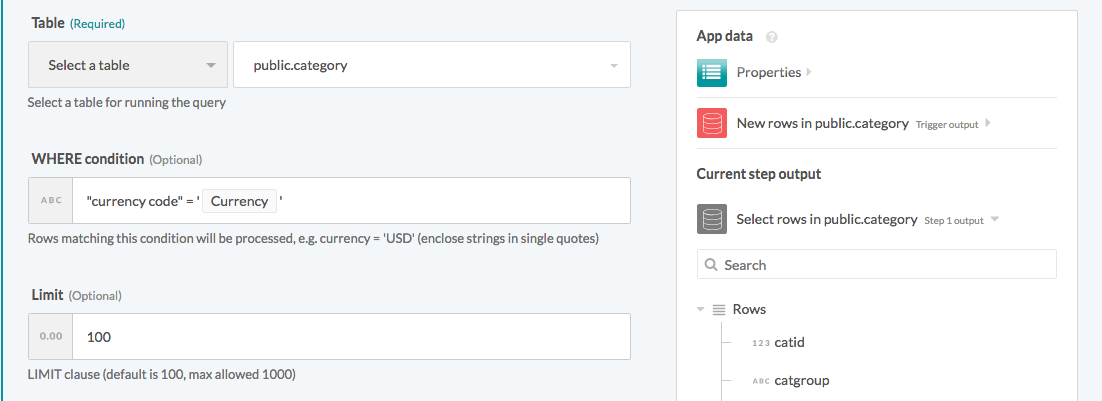 Table (Required)
Select a table
public.category
Select a table for running the query
WHERE condition (Optional)
ABC
"currency code" = ' Currency '
Rows matching this condition will be processed, e.g. currency = 'USD' (enclose strings in single quotes)
Limit (Optional)
0.00
100
LIMIT clause (default is 100, max allowed 1000)
App data ?
Properties
New rows in public.category Trigger output
Current step output
Select rows in public.category Step 1 output
Search
Rows
123 catid
ABC catgroup